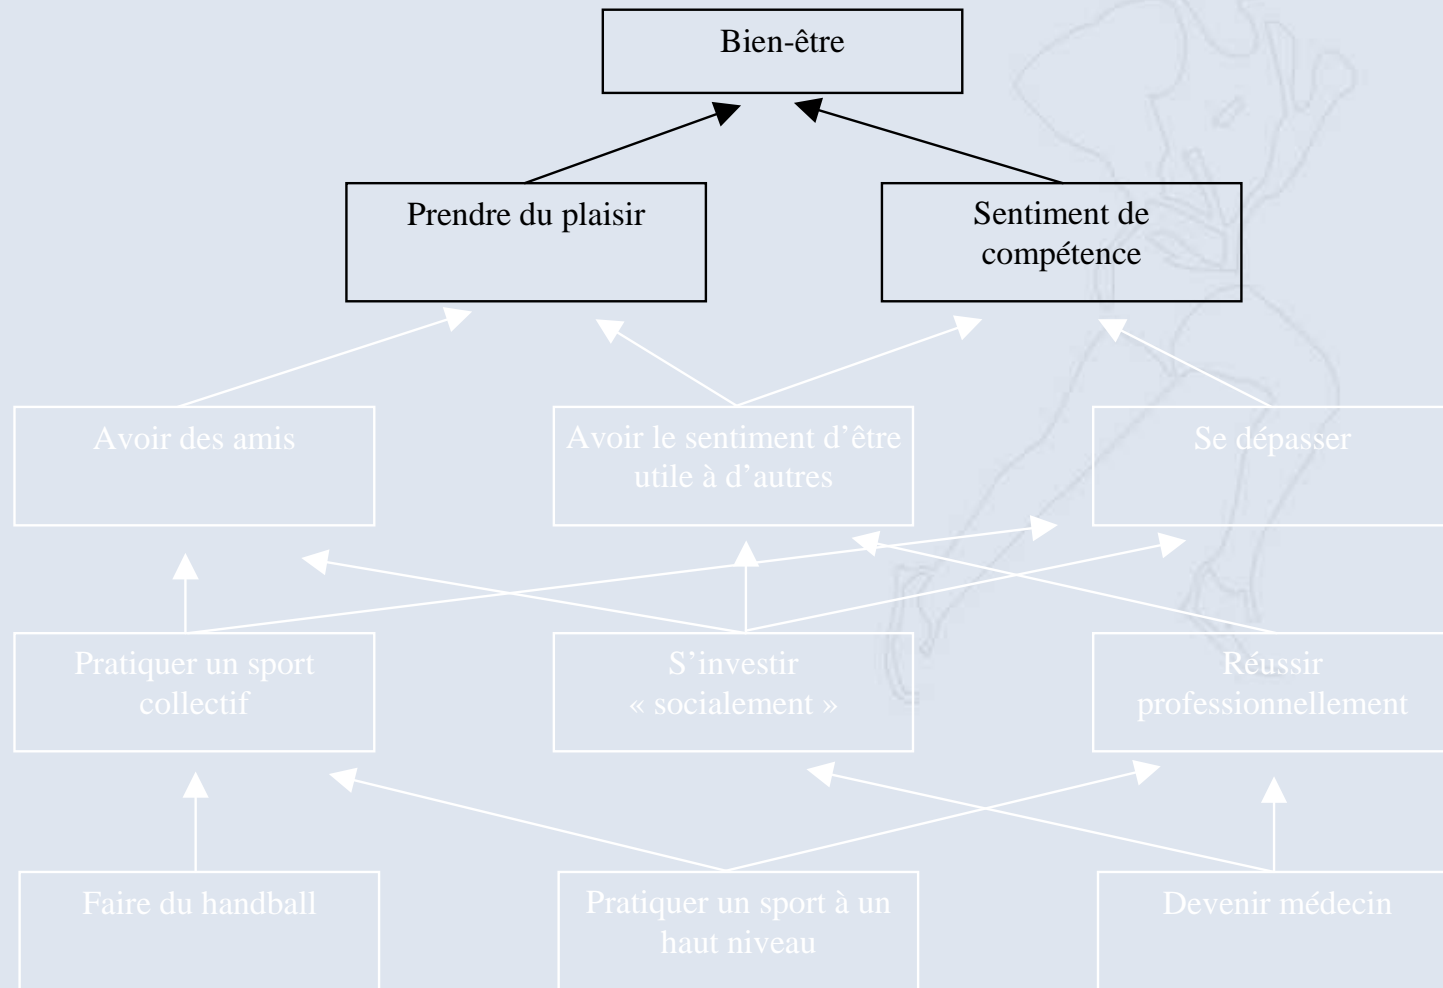 Bien-être
Prendre du plaisir
Sentiment de
compétence
Avoir des amis
Avoir le sentiment d’être
utile à d’autres
Se dépasser
Pratiquer un sport
collectif
S’investir
« socialement »
Réussir
professionnellement
Faire du handball
Pratiquer un sport à un
haut niveau
Devenir médecin